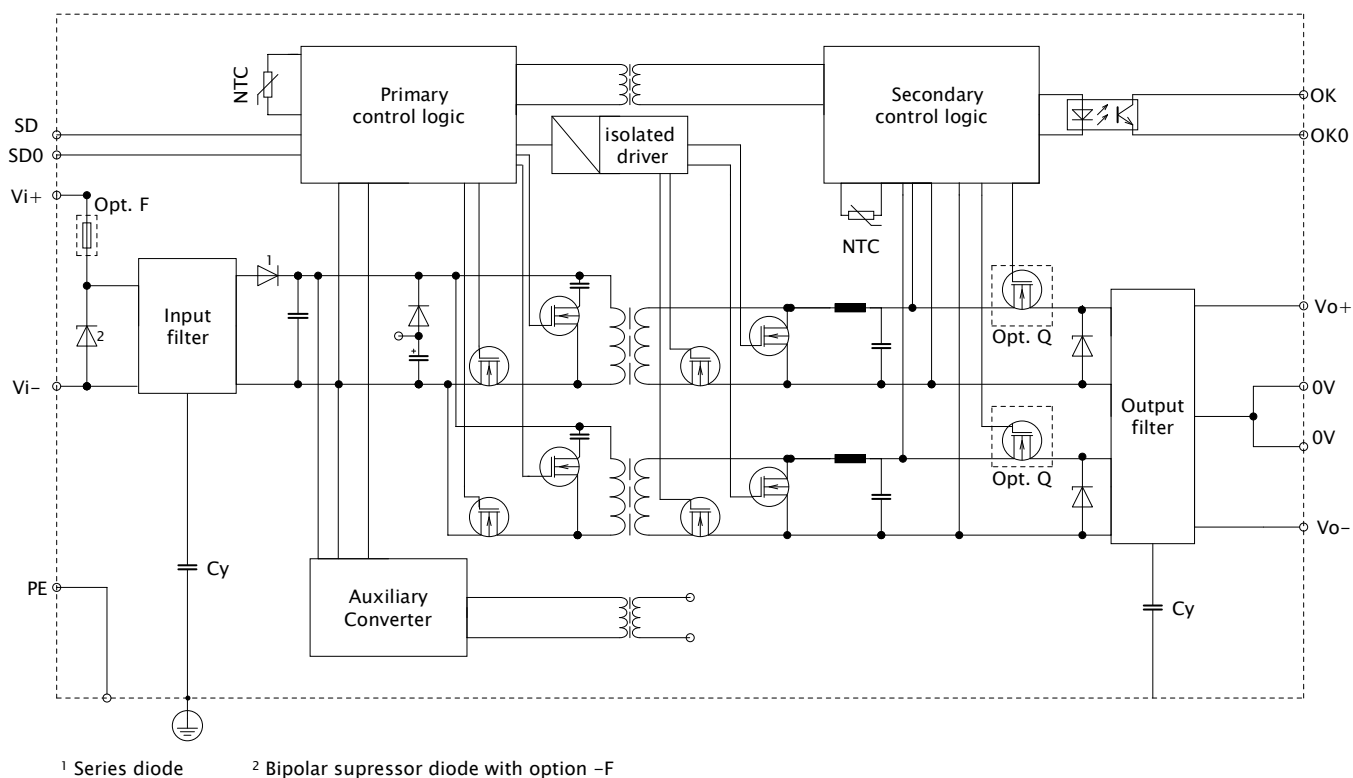 NTC
Primary
control logic
Secondary
control logic
OK
OK0
SD
SD0
isolated
driver
Vi+
Opt. F
NTC
1
Input
filter
2
Opt. Q
Vo+
Vi-
+
0V
Output
filter
0V
Opt. Q
Vo-
Cy
PE
Auxiliary
Converter
Cy
1 Series diode
2 Bipolar supressor diode with option –F